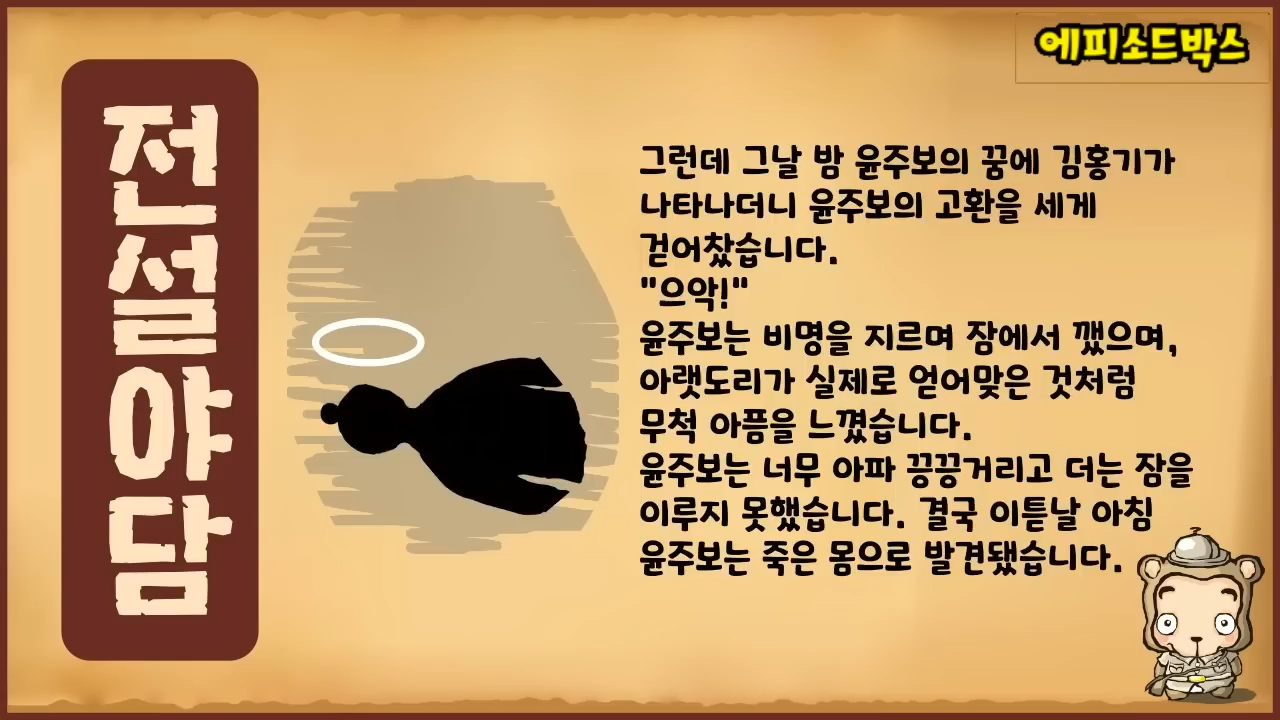 에피소드박스
전설야담
그런데 그날 밤 윤주보의 꿈에 김홍기가
나타나더니 윤주보의 고환을 세게
걷어찼습니다.
"으악!"
윤주보는 비명을 지르며 잠에서 깼으며,
아랫도리가 실제로 얻어맞은 것처럼
무척 아픔을 느꼈습니다.
윤주보는 너무 아파 끙끙거리고 더는 잠을
이루지 못했습니다. 결국 이튿날 아침
윤주보는 죽은 몸으로 발견됐습니다.